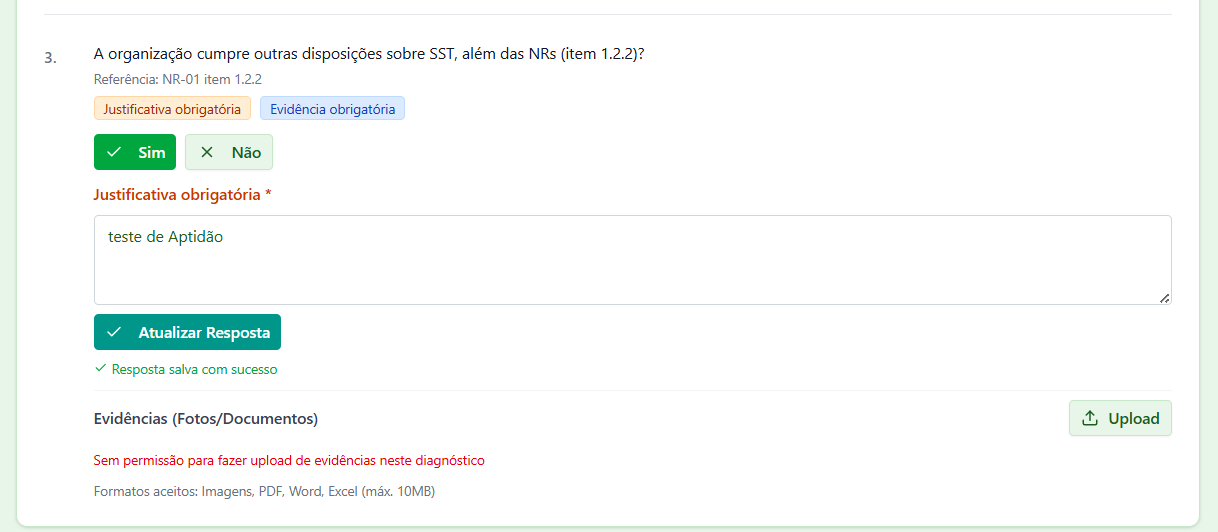 3.
A organização cumpre outras disposições sobre SST, além das NRs (item 1.2.2)?
Referência: NR-01 item 1.2.2
Justificativa obrigatória
Evidência obrigatória
Sim
Não
Justificativa obrigatória *
teste de Aptidão
Atualizar Resposta
Resposta salva com sucesso
Evidências (Fotos/Documentos)
Upload
Sem permissão para fazer upload de evidências neste diagnóstico
Formatos aceitos: Imagens, PDF, Word, Excel (máx. 10MB)